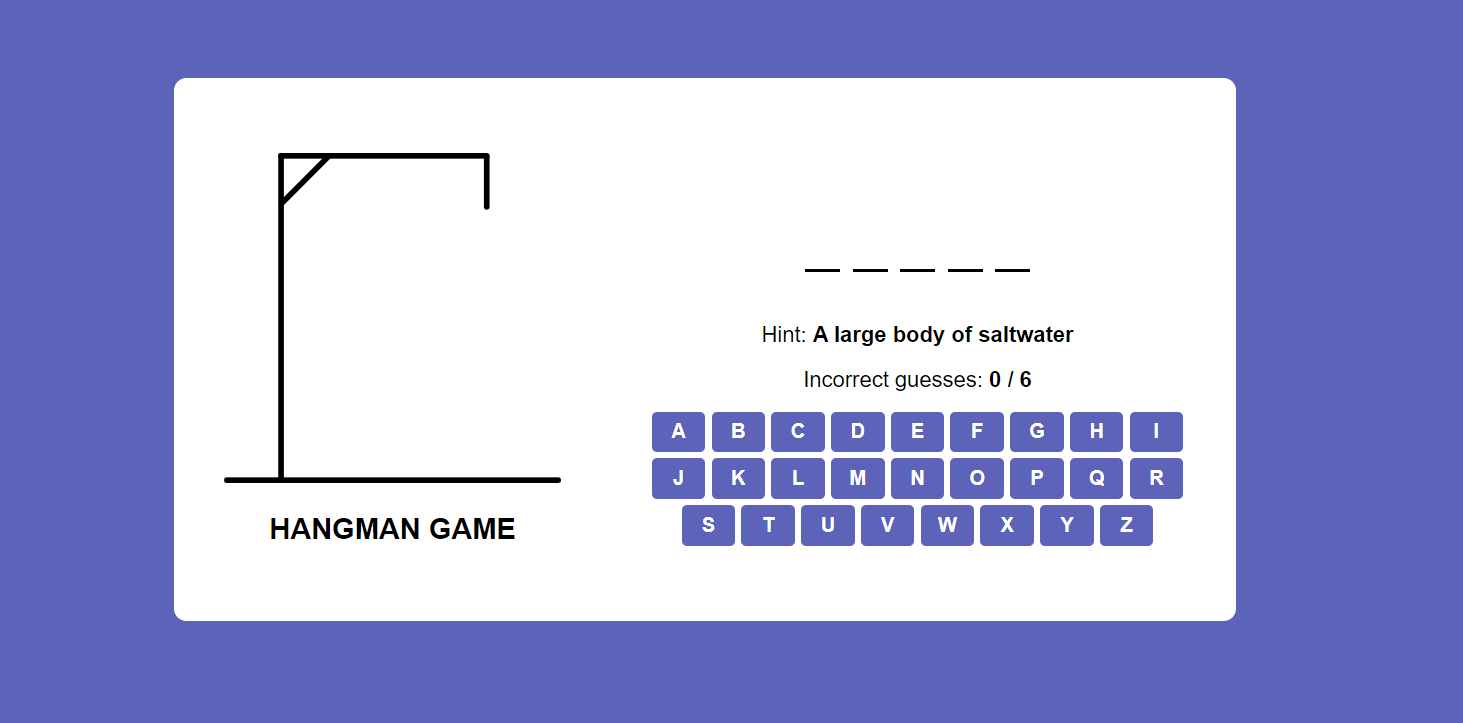 Hint: A large body of saltwater
Incorrect guesses: 0 / 6
A B C D E F G H I
J K L M N O P Q R
S T U V W X Y Z
HANGMAN GAME